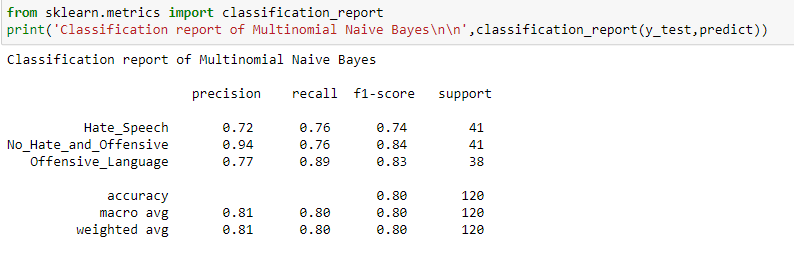 from sklearn.metrics import classification_report
print('Classification report of Multinomial Naive Bayes\n\n',classification_report(y_test,predict))
Classification report of Multinomial Naive Bayes
precision recall f1-score support
Hate_Speech 0.72 0.76 0.74 41
No_Hate_and_Offensive 0.94 0.76 0.84 41
Offensive_Language 0.77 0.89 0.83 38
accuracy 0.80 120
macro avg 0.81 0.80 0.80 120
weighted avg 0.81 0.80 0.80 120